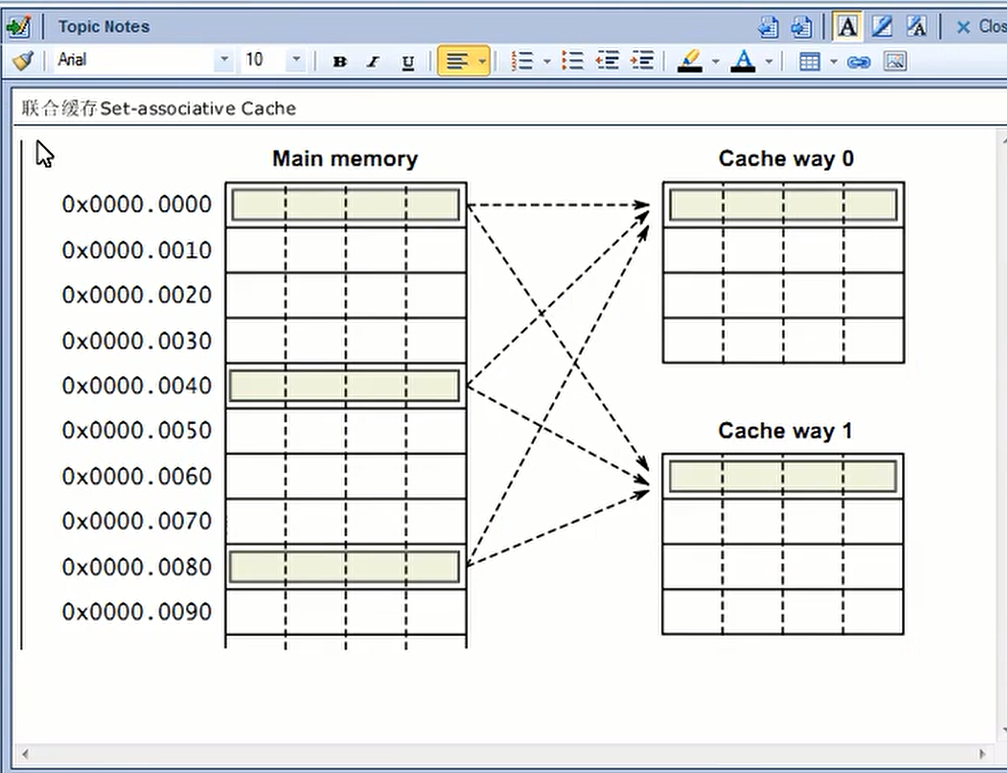 Topic Notes
Clos
Arial
10
B I U
A
A
联合缓存Set-associative Cache
Main memory
Cache way 0
0x0000.0000
0x0000.0010
0x0000.0020
0x0000.0030
0x0000.0040
0x0000.0050
Cache way 1
0x0000.0060
0x0000.0070
0x0000.0080
0x0000.0090